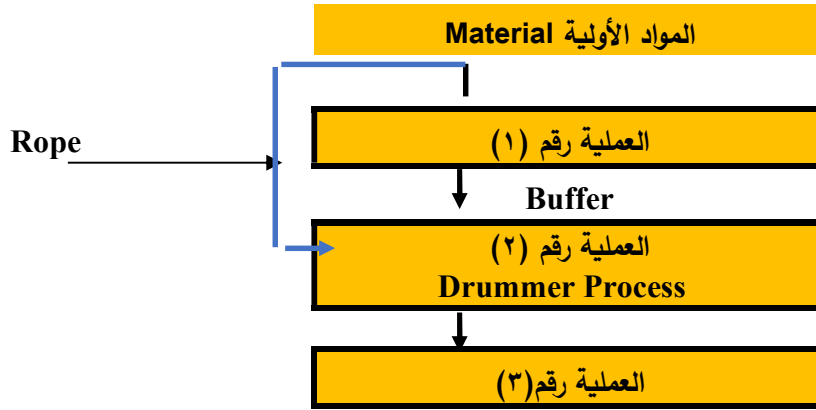 المواد الأولية Material
العملية رقم (١)
Rope
Buffer
العملية رقم (٢)
Drummer Process
العملية رقم(٣)